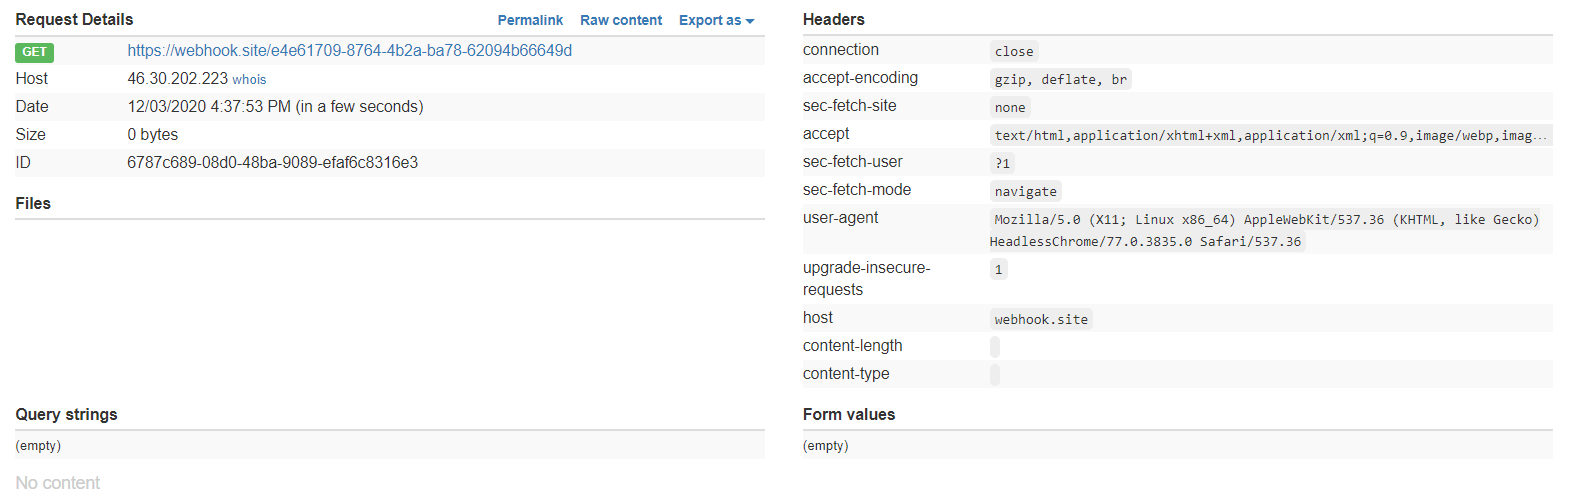 Request Details Permalink Raw content Export as
GET https://webhook.site/e4e61709-8764-4b2a-ba78-62094b66649d
Host 46.30.202.223 whois
Date 12/03/2020 4:37:53 PM (in a few seconds)
Size 0 bytes
ID 6787c689-08d0-48ba-9089-efaf6c8316e3
Files
Headers
connection close
accept-encoding gzip, deflate, br
sec-fetch-site none
accept text/html,application/xhtml+xml,application/xml;q=0.9,image/webp,imag...
sec-fetch-user ?1
sec-fetch-mode navigate
user-agent Mozilla/5.0 (X11; Linux x86_64) AppleWebKit/537.36 (KHTML, like Gecko)
HeadlessChrome/77.0.3835.0 Safari/537.36
upgrade-insecure- 1
requests
host webhook.site
content-length
content-type
Query strings
(empty)
No content
Form values
(empty)